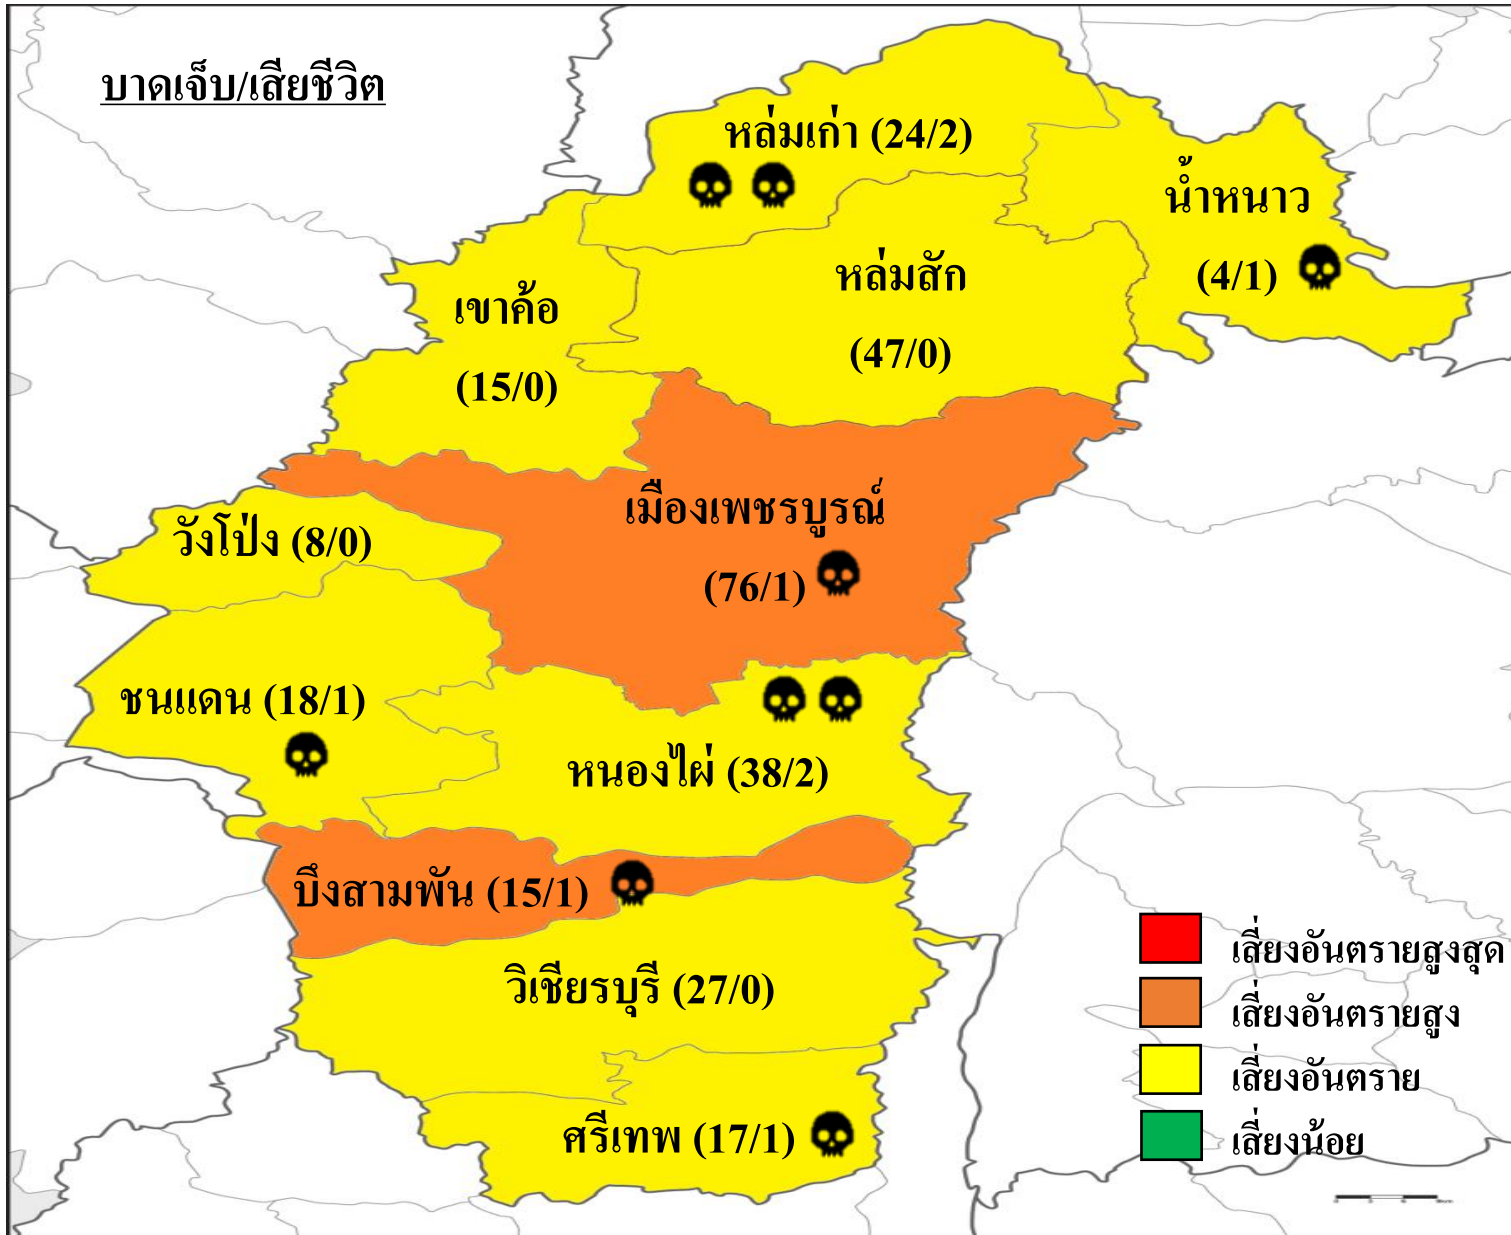 บาดเจ็บ/เสียชีวิต
หล่มเก่า (24/2)
น้ำหนาว
(4/1)
หล่มสัก
(47/0)
เขาค้อ
(15/0)
เมืองเพชรบูรณ์
(76/1)
วังโป่ง (8/0)
ชนแดน (18/1)
หนองไผ่ (38/2)
บึงสามพัน (15/1)
วิเชียรบุรี (27/0)
ศรีเทพ (17/1)
เสี่ยงอันตรายสูงสุด
เสี่ยงอันตรายสูง
เสี่ยงอันตราย
เสี่ยงน้อย